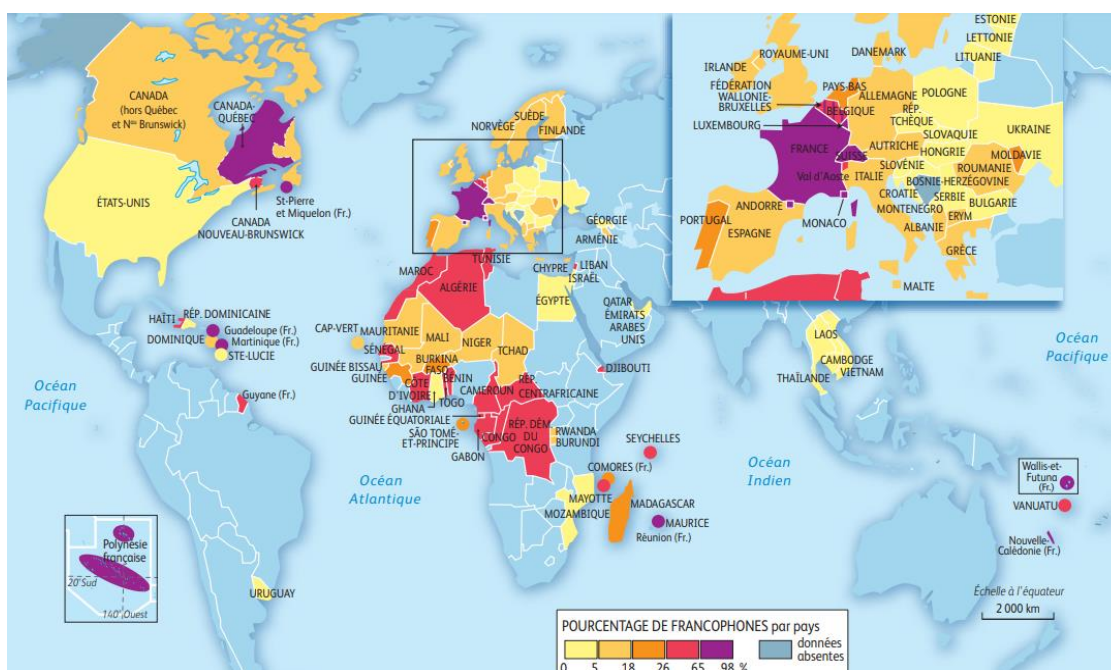 CANADA
(hors Québec
et Nau Brunswick)
CANADA-
QUÉBEC
ÉTATS-UNIS
CANADA
NOUVEAU-BRUNSWICK
St-Pierre
et Miquelon (Fr.)
HAÏTI
RÉP. DOMINICAINE
DOMINIQUE
Guadeloupe (Fr.)
Martinique (Fr.)
STE-LUCIE
Guyane (Fr.)
Océan
Pacifique
Océan
Atlantique
Polynésie
française
20° Sud
140° Ouest
URUGUAY
NORVÈGE
SUÈDE
FINLANDE
GÉORGIE
ARMÉNIE
CHYPRE
LIBAN
ISRAËL
MAROC
TUNISIE
ALGÉRIE
ÉGYPTE
QATAR
ÉMIRATS
ARABES
UNIS
CAP-VERT
MAURITANIE
MALI
NIGER
TCHAD
SÉNÉGAL
GUINÉE BISSAU
GUINÉE
BURKINA
FASO
CÔTE
D'IVOIRE
GHANA
TOGO
BÉNIN
CAMEROUN
RÉP.
CENTRAFRICAINE
DJIBOUTI
GUINÉE ÉQUATORIALE
SÃO TOMÉ-
ET-PRINCIPE
GABON
CONGO
RÉP. DÉM.
DU
CONGO
RWANDA
BURUNDI
SEYCHELLES
COMORES (Fr.)
MAYOTTE
MOZAMBIQUE
MADAGASCAR
MAURICE
Réunion (Fr.)
Océan
Indien
LAOS
CAMBODGE
VIETNAM
THAÏLANDE
Océan
Pacifique
Wallis-et-
Futuna
(Fr.)
VANUATU
Nouvelle-
Calédonie (Fr.)
Échelle à l'équateur
2 000 km
ESTONIE
LETTONIE
LITUANIE
DANEMARK
ROYAUME-UNI
IRLANDE
PAYS-BAS
FÉDÉRATION
WALLONIE-
BRUXELLES
BELGIQUE
ALLEMAGNE
POLOGNE
LUXEMBOURG
RÉP.
TCHÈQUE
SLOVAQUIE
UKRAINE
FRANCE
SUISSE
AUTRICHE
HONGRIE
MOLDAVIE
SLOVÉNIE
ROUMANIE
Val d'Aoste
ITALIE
CROATIE
BOSNIE-HERZÉGOVINE
SERBIE
BULGARIE
MONTENEGRO
ERYM
ALBANIE
PORTUGAL
ANDORRE
ESPAGNE
MONACO
GRÈCE
MALTE
POURCENTAGE DE FRANCOPHONES par pays
0 5 18 26 65 98 %
données
absentes